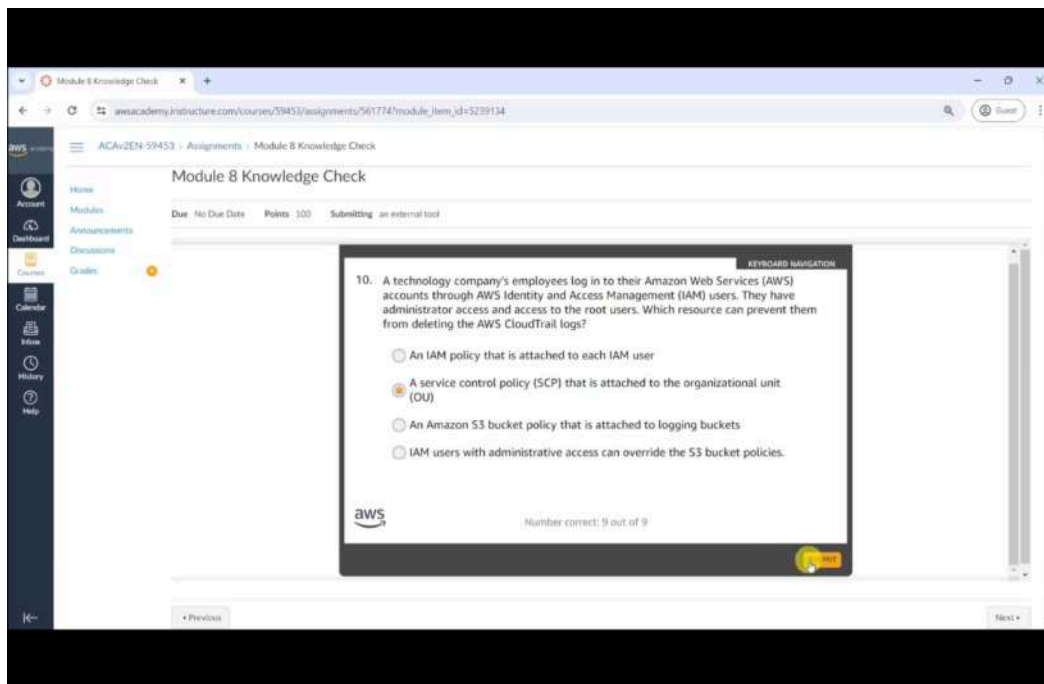 Module 8 Knowledge Check
awsacademy.instructure.com/courses/59453/assignments/561774?module_item_id=5239134
Guest
aws academy
ACAv2EN-59453 › Assignments › Module 8 Knowledge Check
Account
Dashboard
Courses
Calendar
Inbox
History
Help
Home
Modules
Announcements
Discussions
Grades
Module 8 Knowledge Check
Due No Due Date Points 100 Submitting an external tool
KEYBOARD NAVIGATION
10. A technology company's employees log in to their Amazon Web Services (AWS)
accounts through AWS Identity and Access Management (IAM) users. They have
administrator access and access to the root users. Which resource can prevent them
from deleting the AWS CloudTrail logs?
An IAM policy that is attached to each IAM user
A service control policy (SCP) that is attached to the organizational unit
(OU)
An Amazon S3 bucket policy that is attached to logging buckets
IAM users with administrative access can override the S3 bucket policies.
aws
Number correct: 9 out of 9
Previous
Next